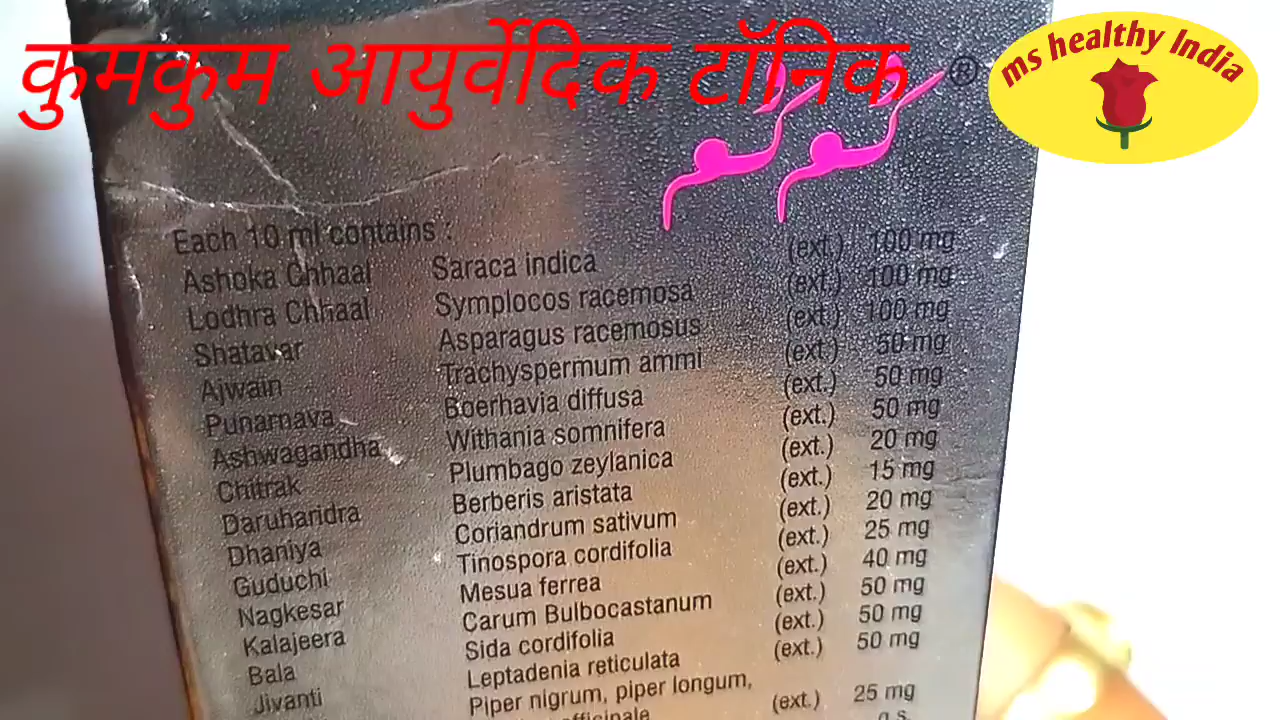 कुमकुम आयुर्वेदिक टॉनिक
ms healthy India
کُم کُم ®
Each 10 ml contains :
Ashoka Chhaal Saraca indica (ext.) 100 mg
Lodhra Chhaal Symplocos racemosa (ext.) 100 mg
Shatavar Asparagus racemosus (ext.) 100 mg
Ajwain Trachyspermum ammi (ext.) 50 mg
Punarnava Boerhavia diffusa (ext.) 50 mg
Ashwagandha Withania somnifera (ext.) 50 mg
Chitrak Plumbago zeylanica (ext.) 20 mg
Daruharidra Berberis aristata (ext.) 15 mg
Dhaniya Coriandrum sativum (ext.) 20 mg
Guduchi Tinospora cordifolia (ext.) 25 mg
Nagkesar Mesua ferrea (ext.) 40 mg
Kalajeera Carum Bulbocastanum (ext.) 50 mg
Bala Sida cordifolia (ext.) 50 mg
Jivanti Leptadenia reticulata (ext.) 50 mg
Piper nigrum, piper longum,
officinale (ext.) 25 mg
q.s.